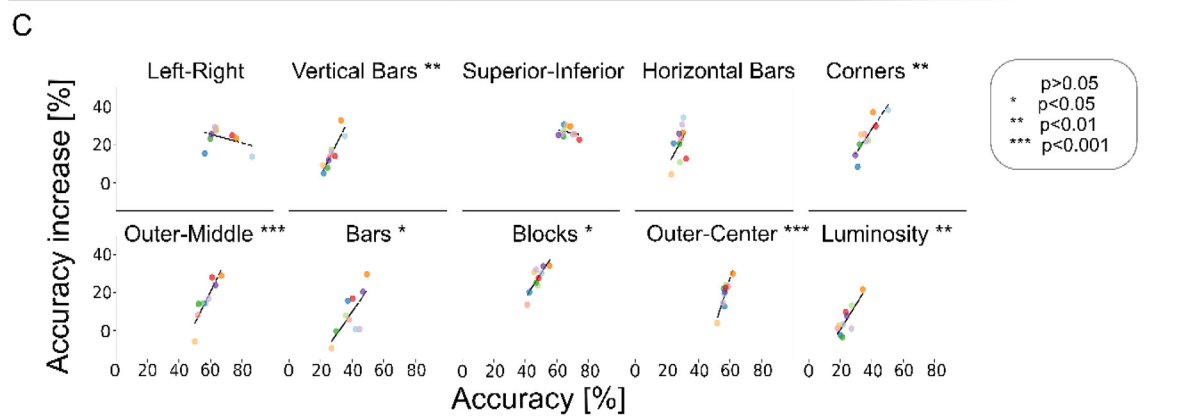 C
Left-Right
Vertical Bars **
Superior-Inferior
Horizontal Bars
Corners **
p>0.05
* p<0.05
** p<0.01
*** p<0.001
Accuracy increase [%]
40
20
0
Outer-Middle ***
Bars *
Blocks *
Outer-Center ***
Luminosity **
40
20
0
0 20 40 60 80
0 20 40 60 80
0 20 40 60 80
0 20 40 60 80
0 20 40 60 80
Accuracy [%]